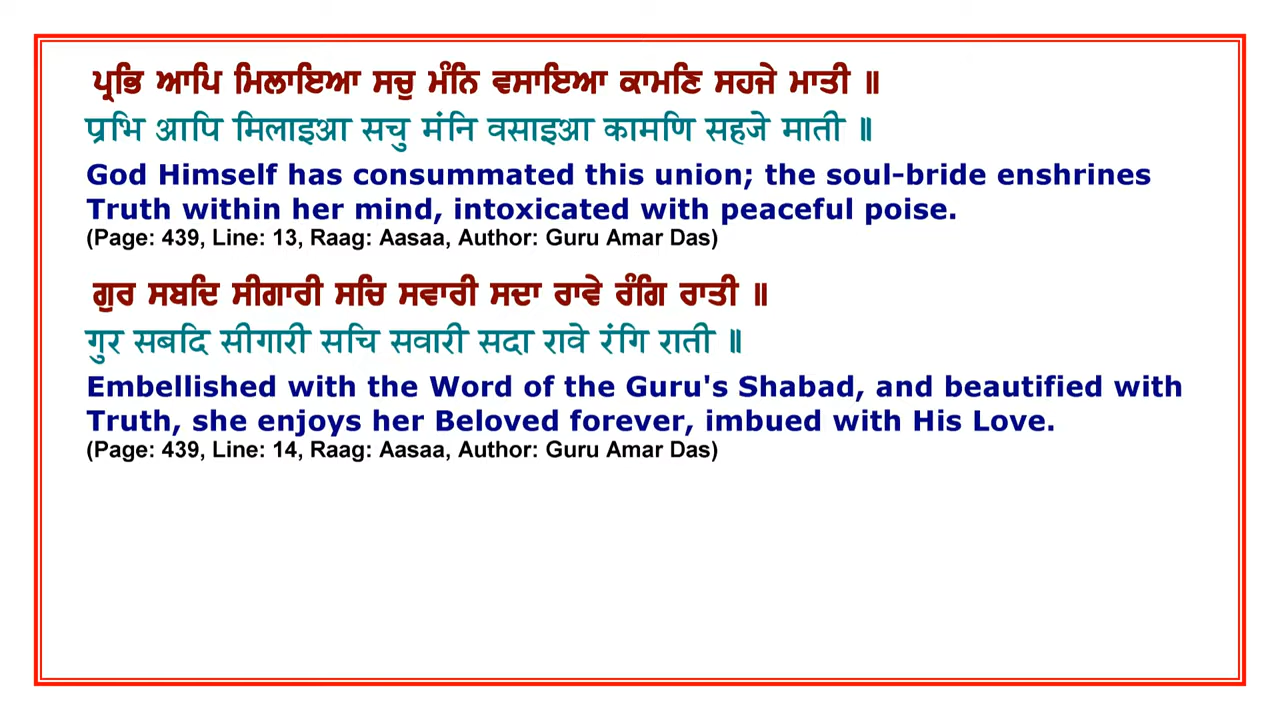 ਪ੍ਰਭਿ ਆਪਿ ਮਿਲਾਇਆ ਸਚੁ ਮੰਨਿ ਵਸਾਇਆ ਕਾਮਣਿ ਸਹਜੇ ਮਾਤੀ ॥
प्रभि आपि मिलाइआ सचु मंनि वसाइआ कामणि सहजे माती ॥
God Himself has consummated this union; the soul-bride enshrines
Truth within her mind, intoxicated with peaceful poise.
(Page: 439, Line: 13, Raag: Aasaa, Author: Guru Amar Das)
ਗੁਰ ਸਬਦਿ ਸੀਗਾਰੀ ਸਚਿ ਸਵਾਰੀ ਸਦਾ ਰਾਵੇ ਰੰਗਿ ਰਾਤੀ ॥
गुर सबदि सीगारी सचि सवारी सदा रावे रंगि राती ॥
Embellished with the Word of the Guru's Shabad, and beautified with
Truth, she enjoys her Beloved forever, imbued with His Love.
(Page: 439, Line: 14, Raag: Aasaa, Author: Guru Amar Das)